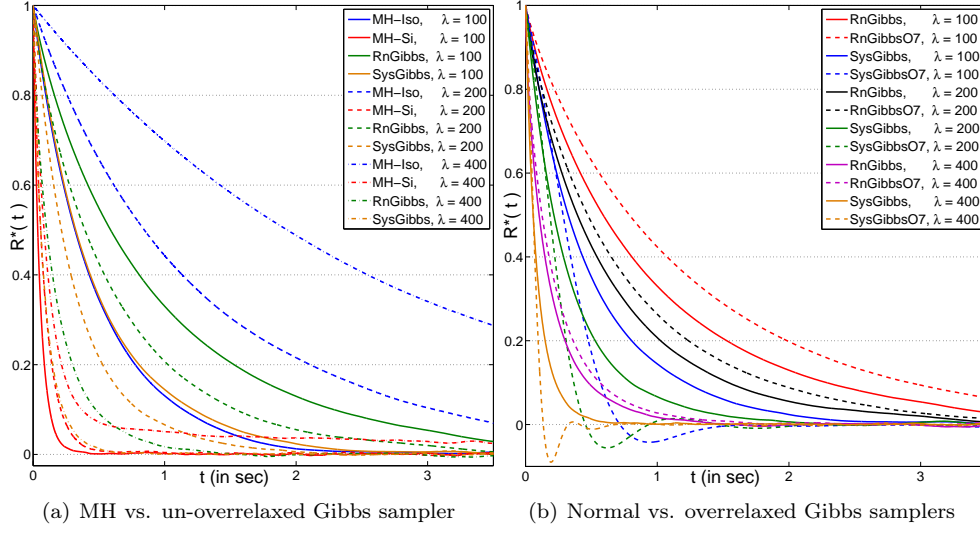 1
0.8
0.6
0.4
0.2
0
R*( t )
0
1
2
3
t (in sec)
MH−Iso, λ = 100
MH−Si, λ = 100
RnGibbs, λ = 100
SysGibbs, λ = 100
MH−Iso, λ = 200
MH−Si, λ = 200
RnGibbs, λ = 200
SysGibbs, λ = 200
MH−Iso, λ = 400
MH−Si, λ = 400
RnGibbs, λ = 400
SysGibbs, λ = 400
(a) MH vs. un-overrelaxed Gibbs sampler
1
0.8
0.6
0.4
0.2
0
R*( t )
0
1
2
3
t (in sec)
RnGibbs, λ = 100
RnGibbsO7, λ = 100
SysGibbs, λ = 100
SysGibbsO7, λ = 100
RnGibbs, λ = 200
RnGibbsO7, λ = 200
SysGibbs, λ = 200
SysGibbsO7, λ = 200
RnGibbs, λ = 400
RnGibbsO7, λ = 400
SysGibbs, λ = 400
SysGibbsO7, λ = 400
(b) Normal vs. overrelaxed Gibbs samplers